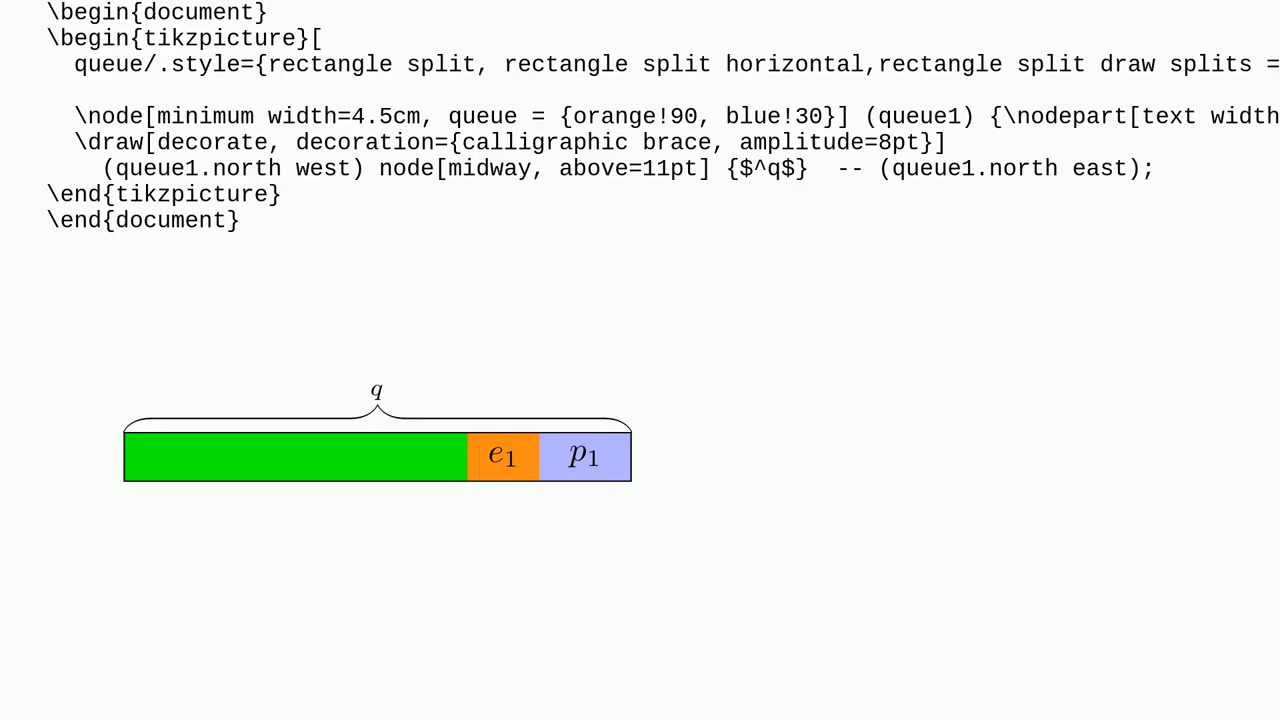 \begin{document}
\begin{tikzpicture}[
queue/.style={rectangle split, rectangle split horizontal,rectangle split draw splits =
\node[minimum width=4.5cm, queue = {orange!90, blue!30}] (queue1) {\nodepart[text width
\draw[decorate, decoration={calligraphic brace, amplitude=8pt}]
(queue1.north west) node[midway, above=11pt] {$^q$}  -- (queue1.north east);
\end{tikzpicture}
\end{document}
q
e₁ p₁